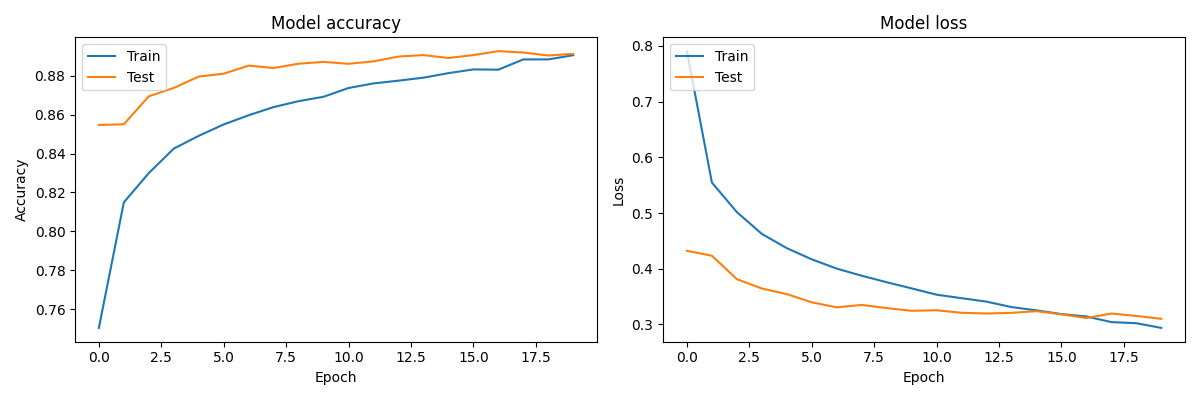 Model accuracy
Train
Test
0.88
0.86
0.84
0.82
0.80
0.78
0.76
Accuracy
0.0 2.5 5.0 7.5 10.0 12.5 15.0 17.5
Epoch
Model loss
Train
Test
0.8
0.7
0.6
0.5
0.4
0.3
Loss
0.0 2.5 5.0 7.5 10.0 12.5 15.0 17.5
Epoch